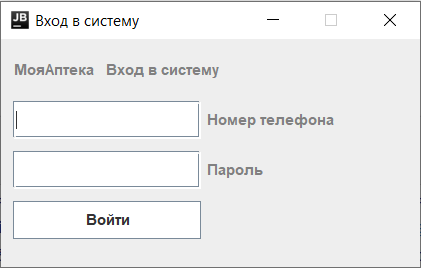 JB Вход в систему
МояАптека Вход в систему
Номер телефона
Пароль
Войти